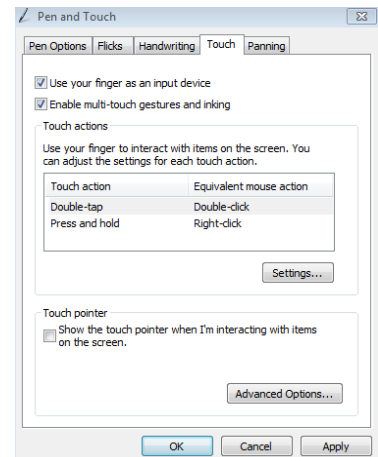 Pen and Touch
Pen Options Flicks Handwriting Touch Panning
Use your finger as an input device
Enable multi-touch gestures and inking
Touch actions
Use your finger to interact with items on the screen. You
can adjust the settings for each touch action.
Touch action Equivalent mouse action
Double-tap Double-click
Press and hold Right-click
Settings...
Touch pointer
Show the touch pointer when I'm interacting with items
on the screen.
Advanced Options...
OK Cancel Apply